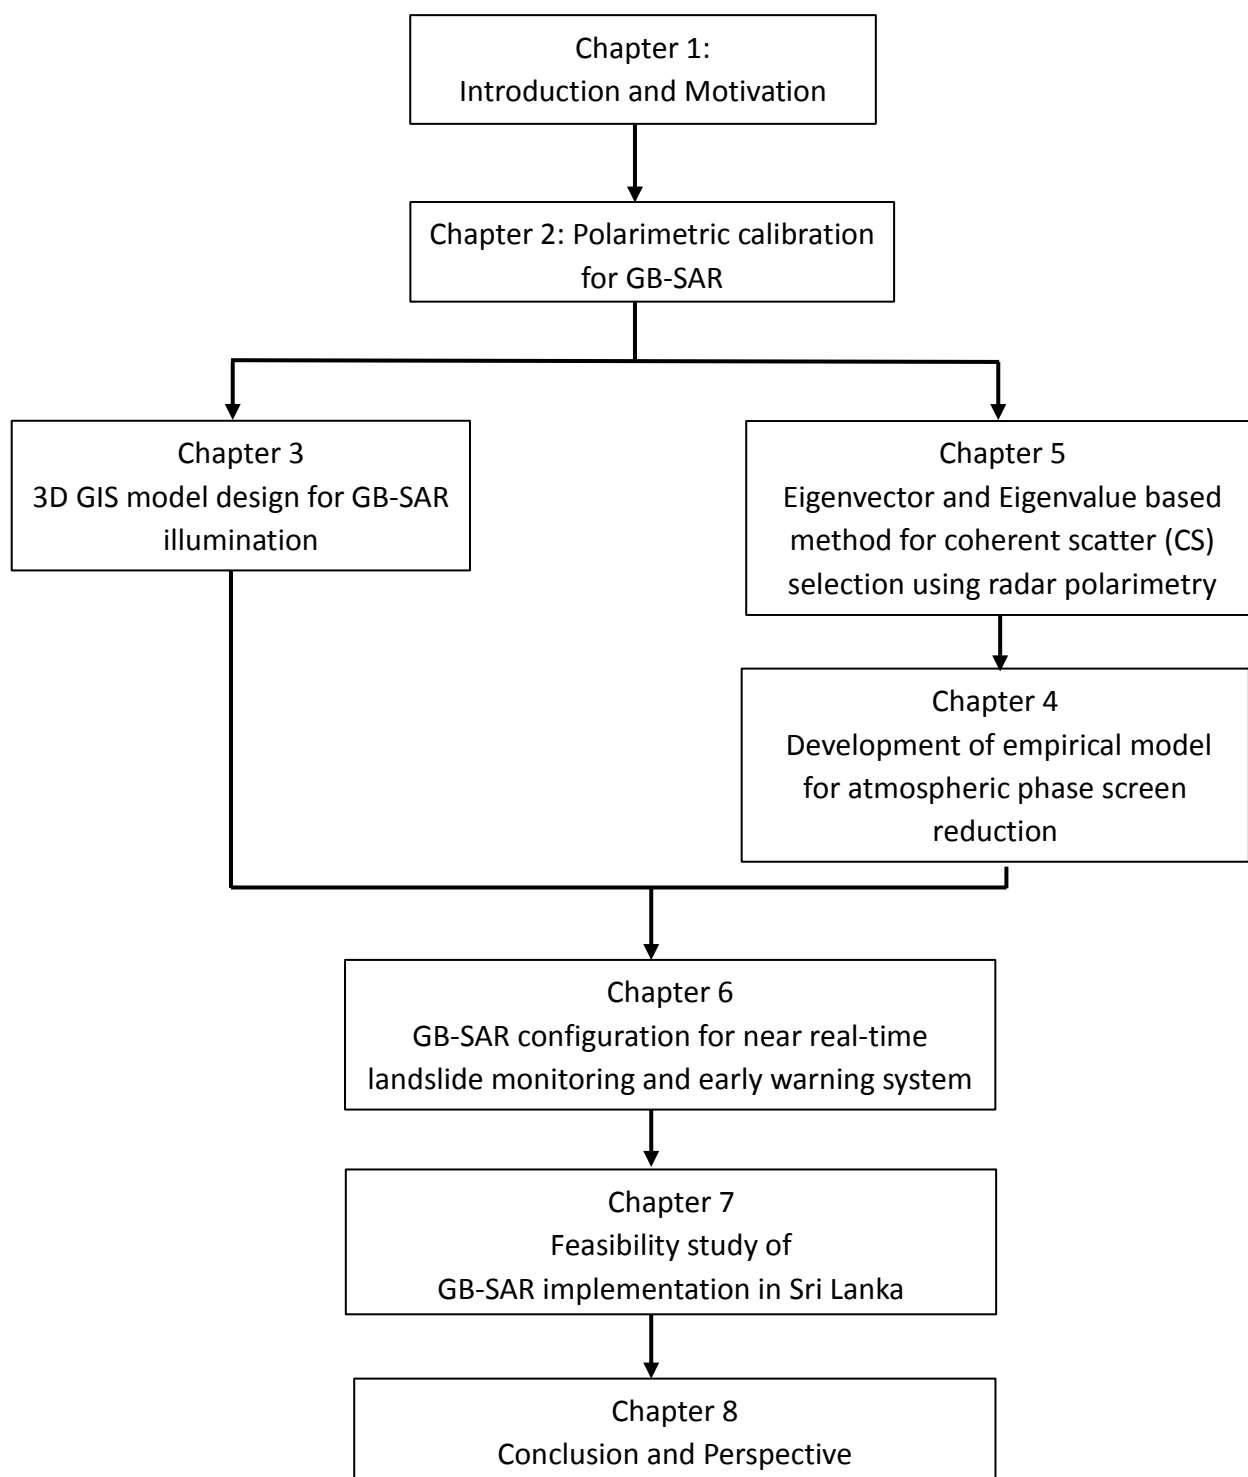 Chapter 1:
Introduction and Motivation
Chapter 2: Polarimetric calibration
for GB-SAR
Chapter 3
3D GIS model design for GB-SAR
illumination
Chapter 5
Eigenvector and Eigenvalue based
method for coherent scatter (CS)
selection using radar polarimetry
Chapter 4
Development of empirical model
for atmospheric phase screen
reduction
Chapter 6
GB-SAR configuration for near real-time
landslide monitoring and early warning system
Chapter 7
Feasibility study of
GB-SAR implementation in Sri Lanka
Chapter 8
Conclusion and Perspective